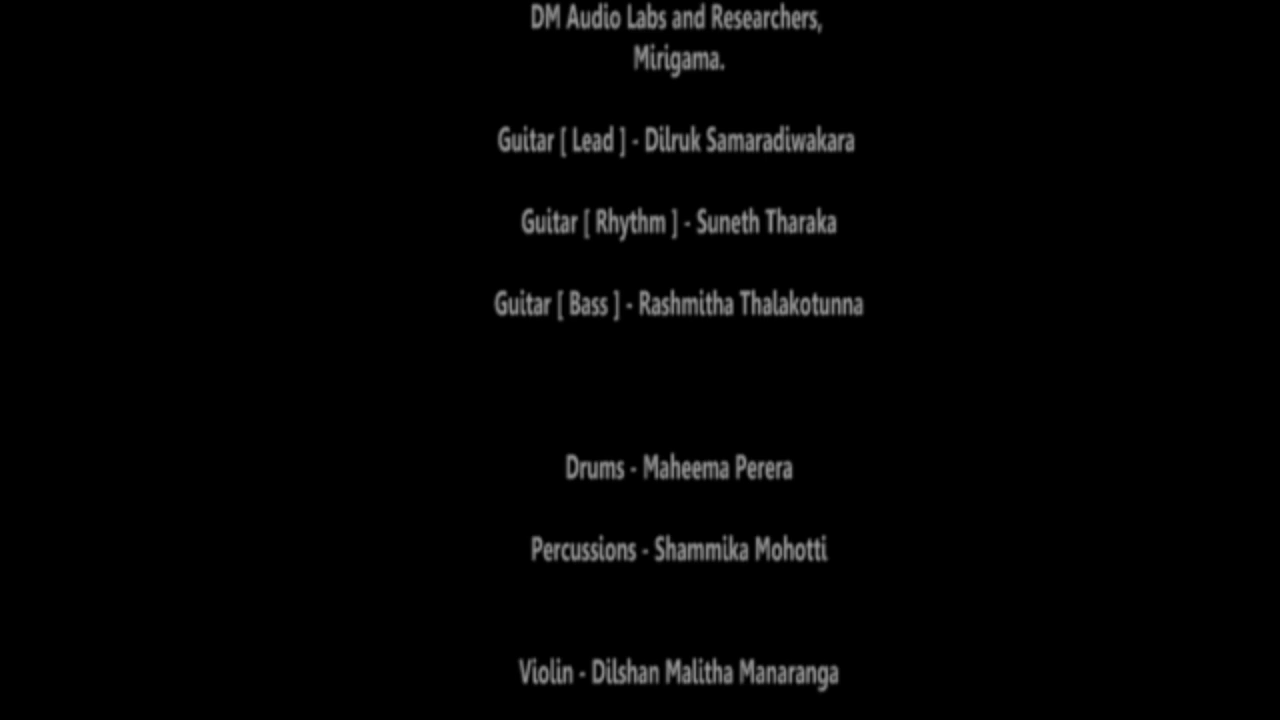 DM Audio Labs and Researchers,
Mirigama.
Guitar [ Lead ] - Dilruk Samaradiwakara
Guitar [ Rhythm ] - Suneth Tharaka
Guitar [ Bass ] - Rashmitha Thalakotunna
Drums - Maheema Perera
Percussions - Shammika Mohotti
Violin - Dilshan Malitha Manaranga